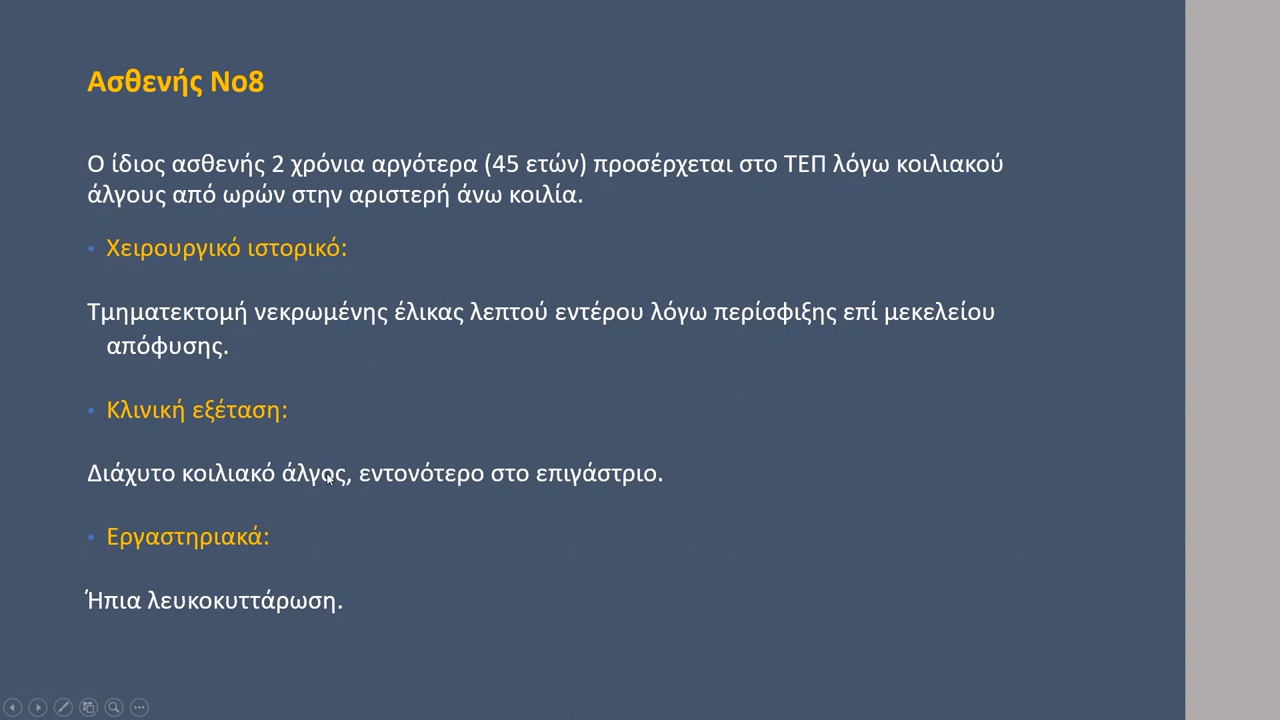 Ασθενής Νο8
Ο ίδιος ασθενής 2 χρόνια αργότερα (45 ετών) προσέρχεται στο ΤΕΠ λόγω κοιλιακού
άλγους από ωρών στην αριστερή άνω κοιλία.
• Χειρουργικό ιστορικό:
Τμηματεκτομή νεκρωμένης έλικας λεπτού εντέρου λόγω περίσφιξης επί μεκελείου
απόφυσης.
• Κλινική εξέταση:
Διάχυτο κοιλιακό άλγος, εντονότερο στο επιγάστριο.
• Εργαστηριακά:
Ήπια λευκοκυττάρωση.